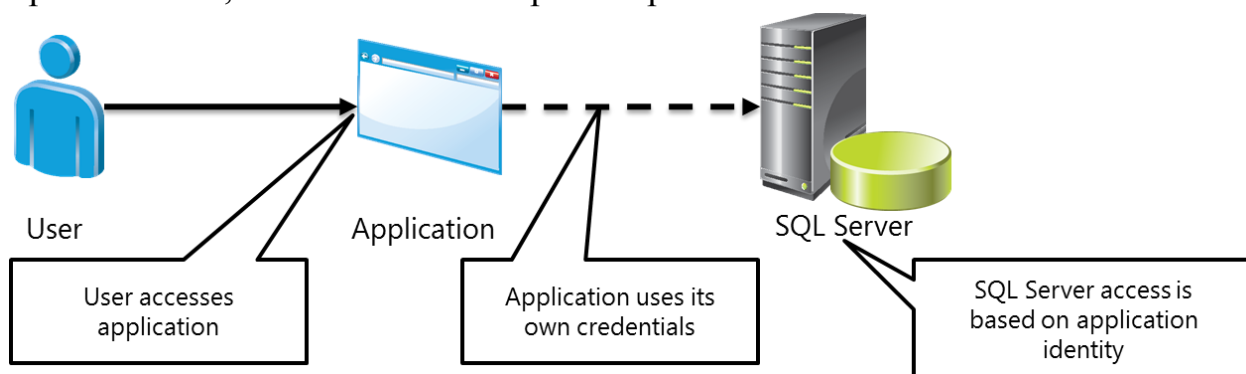 User
Application
SQL Server
User accesses
application
Application uses its
own credentials
SQL Server access is
based on application
identity